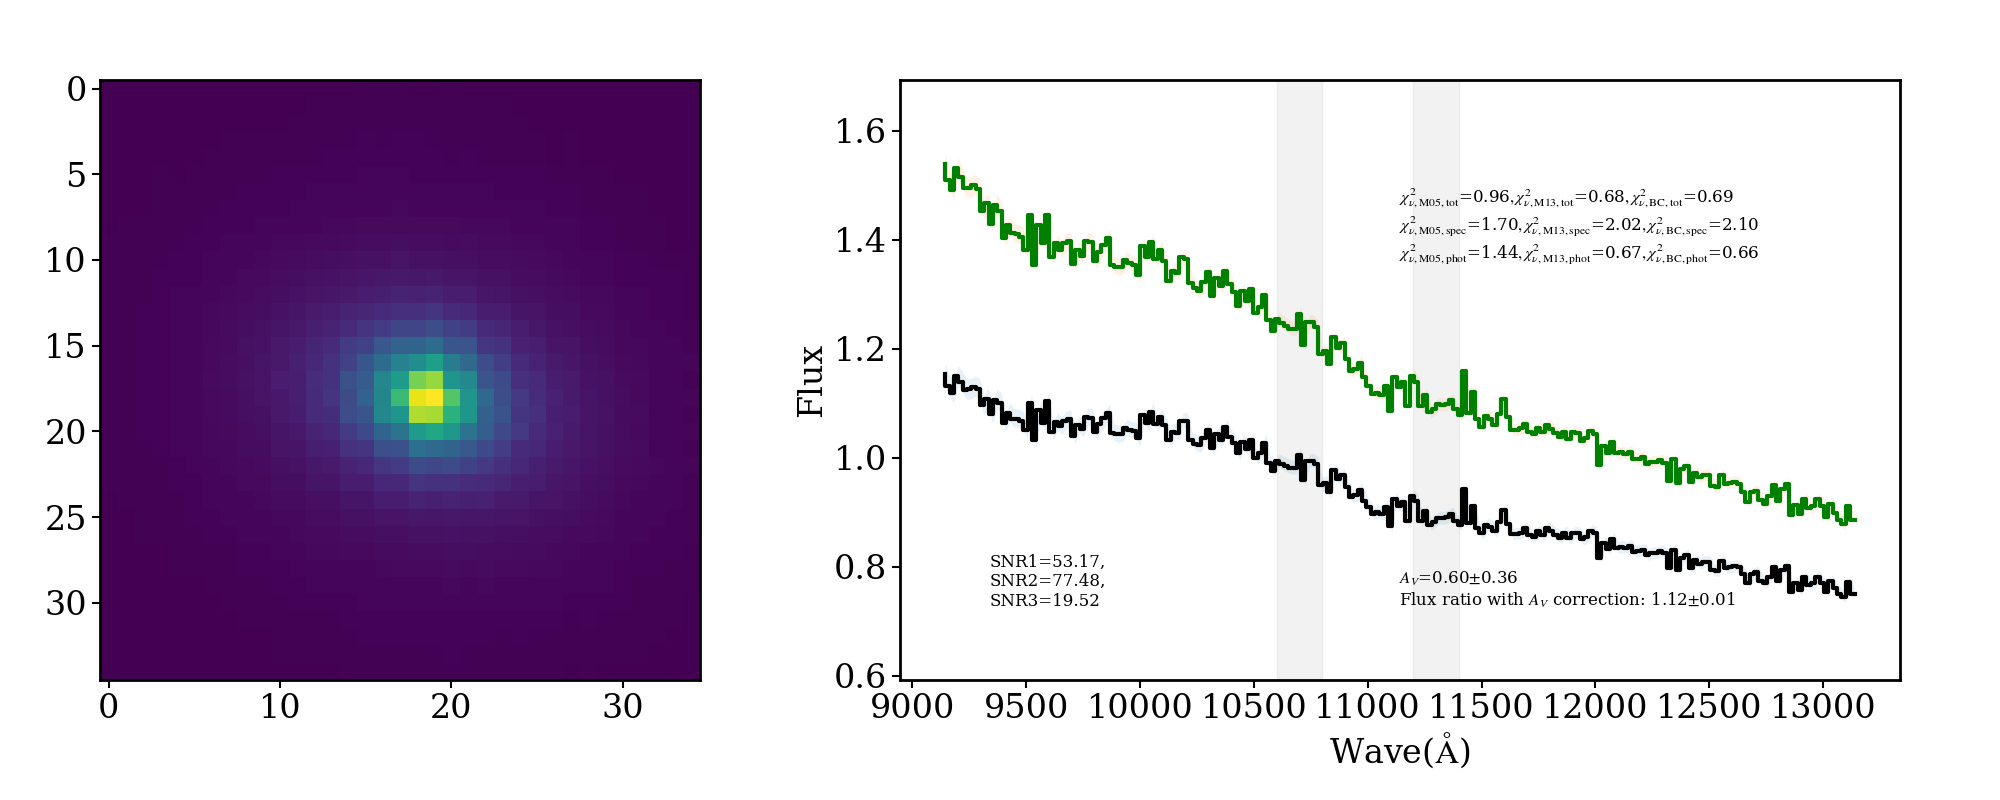 0
5
10
15
20
25
30
0 10 20 30
Flux
1.6
1.4
1.2
1.0
0.8
0.6
χ²ν,M05,tot=0.96,χ²ν,M13,tot=0.68,χ²ν,BC,tot=0.69
χ²ν,M05,spec=1.70,χ²ν,M13,spec=2.02,χ²ν,BC,spec=2.10
χ²ν,M05,phot=1.44,χ²ν,M13,phot=0.67,χ²ν,BC,phot=0.66
SNR1=53.17,
SNR2=77.48,
SNR3=19.52
AV=0.60±0.36
Flux ratio with AV correction: 1.12±0.01
9000 9500 10000 10500 11000 11500 12000 12500 13000
Wave(Å)